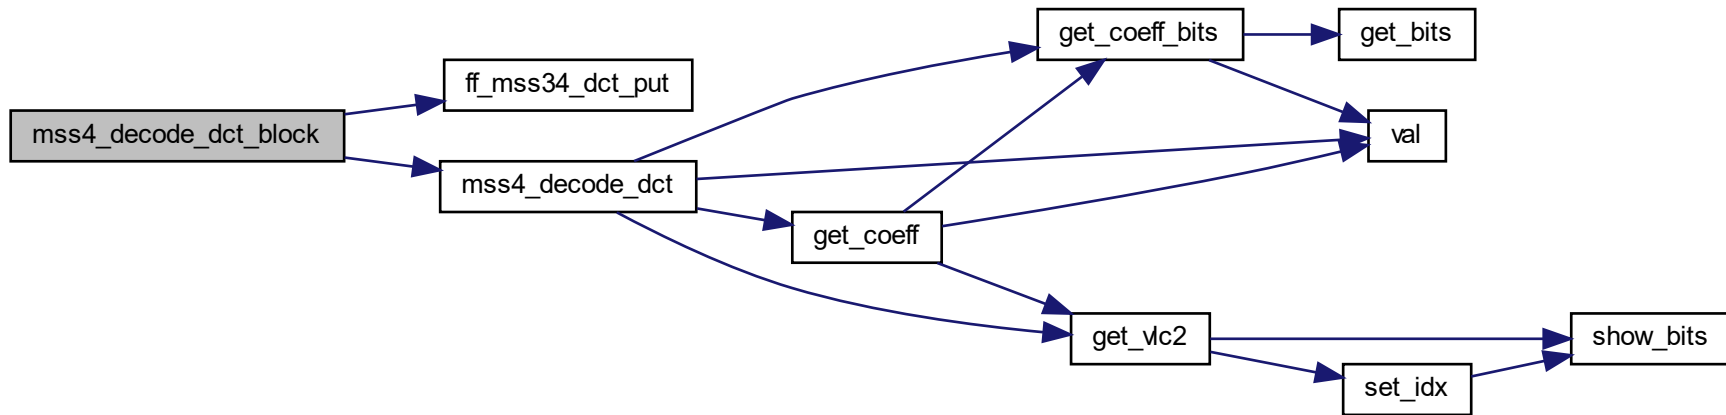 mss4_decode_dct_block
ff_mss34_dct_put
mss4_decode_dct
get_coeff
get_coeff_bits
get_bits
val
get_vlc2
set_idx
show_bits